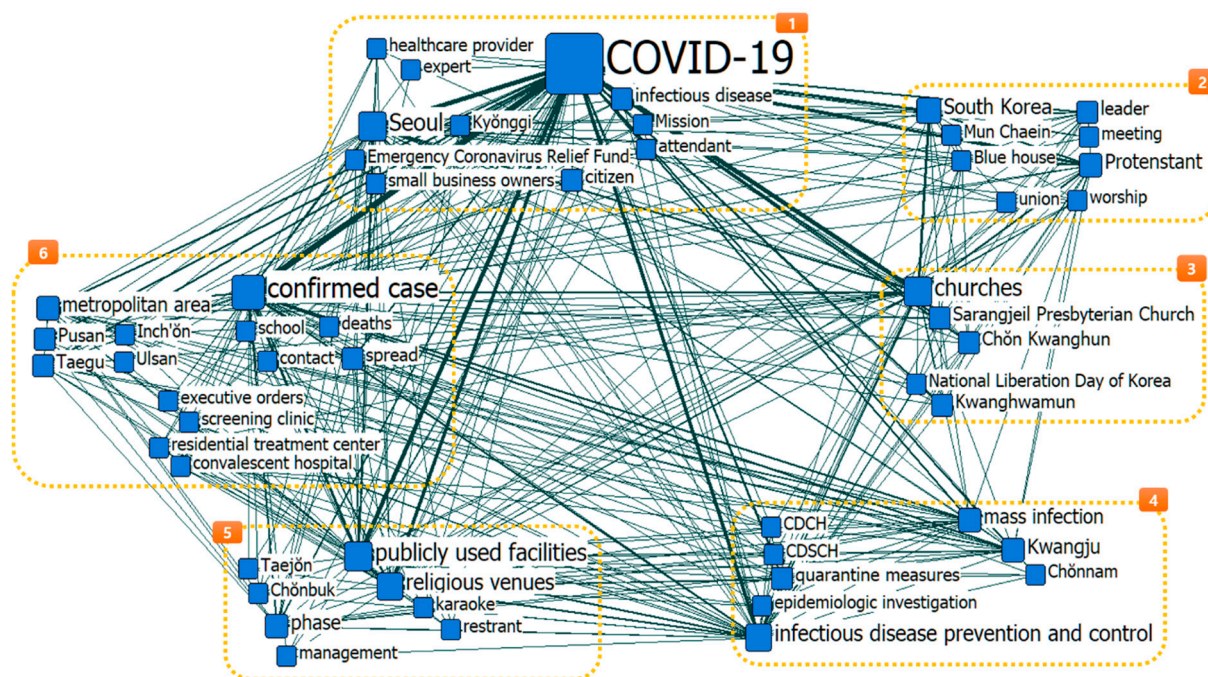 1
healthcare provider
COVID-19
expert
infectious disease
Seoul
Kyönggi
Mission
attendant
Emergency Coronavirus Relief Fund
small business owners
citizen
2
South Korea
leader
Mun Chaein
meeting
Blue house
Protenstant
union
worship
3
churches
Sarangjeil Presbyterian Church
Chŏn Kwanghun
National Liberation Day of Korea
Kwanghwamun
4
CDCH
mass infection
CDSCH
Kwangju
quarantine measures
Chŏnnam
epidemiologic investigation
infectious disease prevention and control
5
publicly used facilities
Taejŏn
religious venues
Chŏnbuk
karaoke
phase
restrant
management
6
confirmed case
metropolitan area
school
deaths
Pusan
Inch'ŏn
Taegu
Ulsan
contact
spread
executive orders
screening clinic
residential treatment center
convalescent hospital